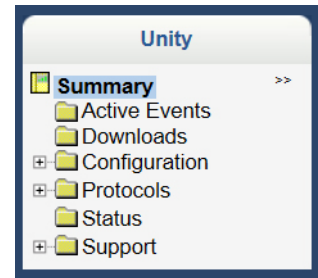 Unity
Summary >>
Active Events
Downloads
Configuration
Protocols
Status
Support